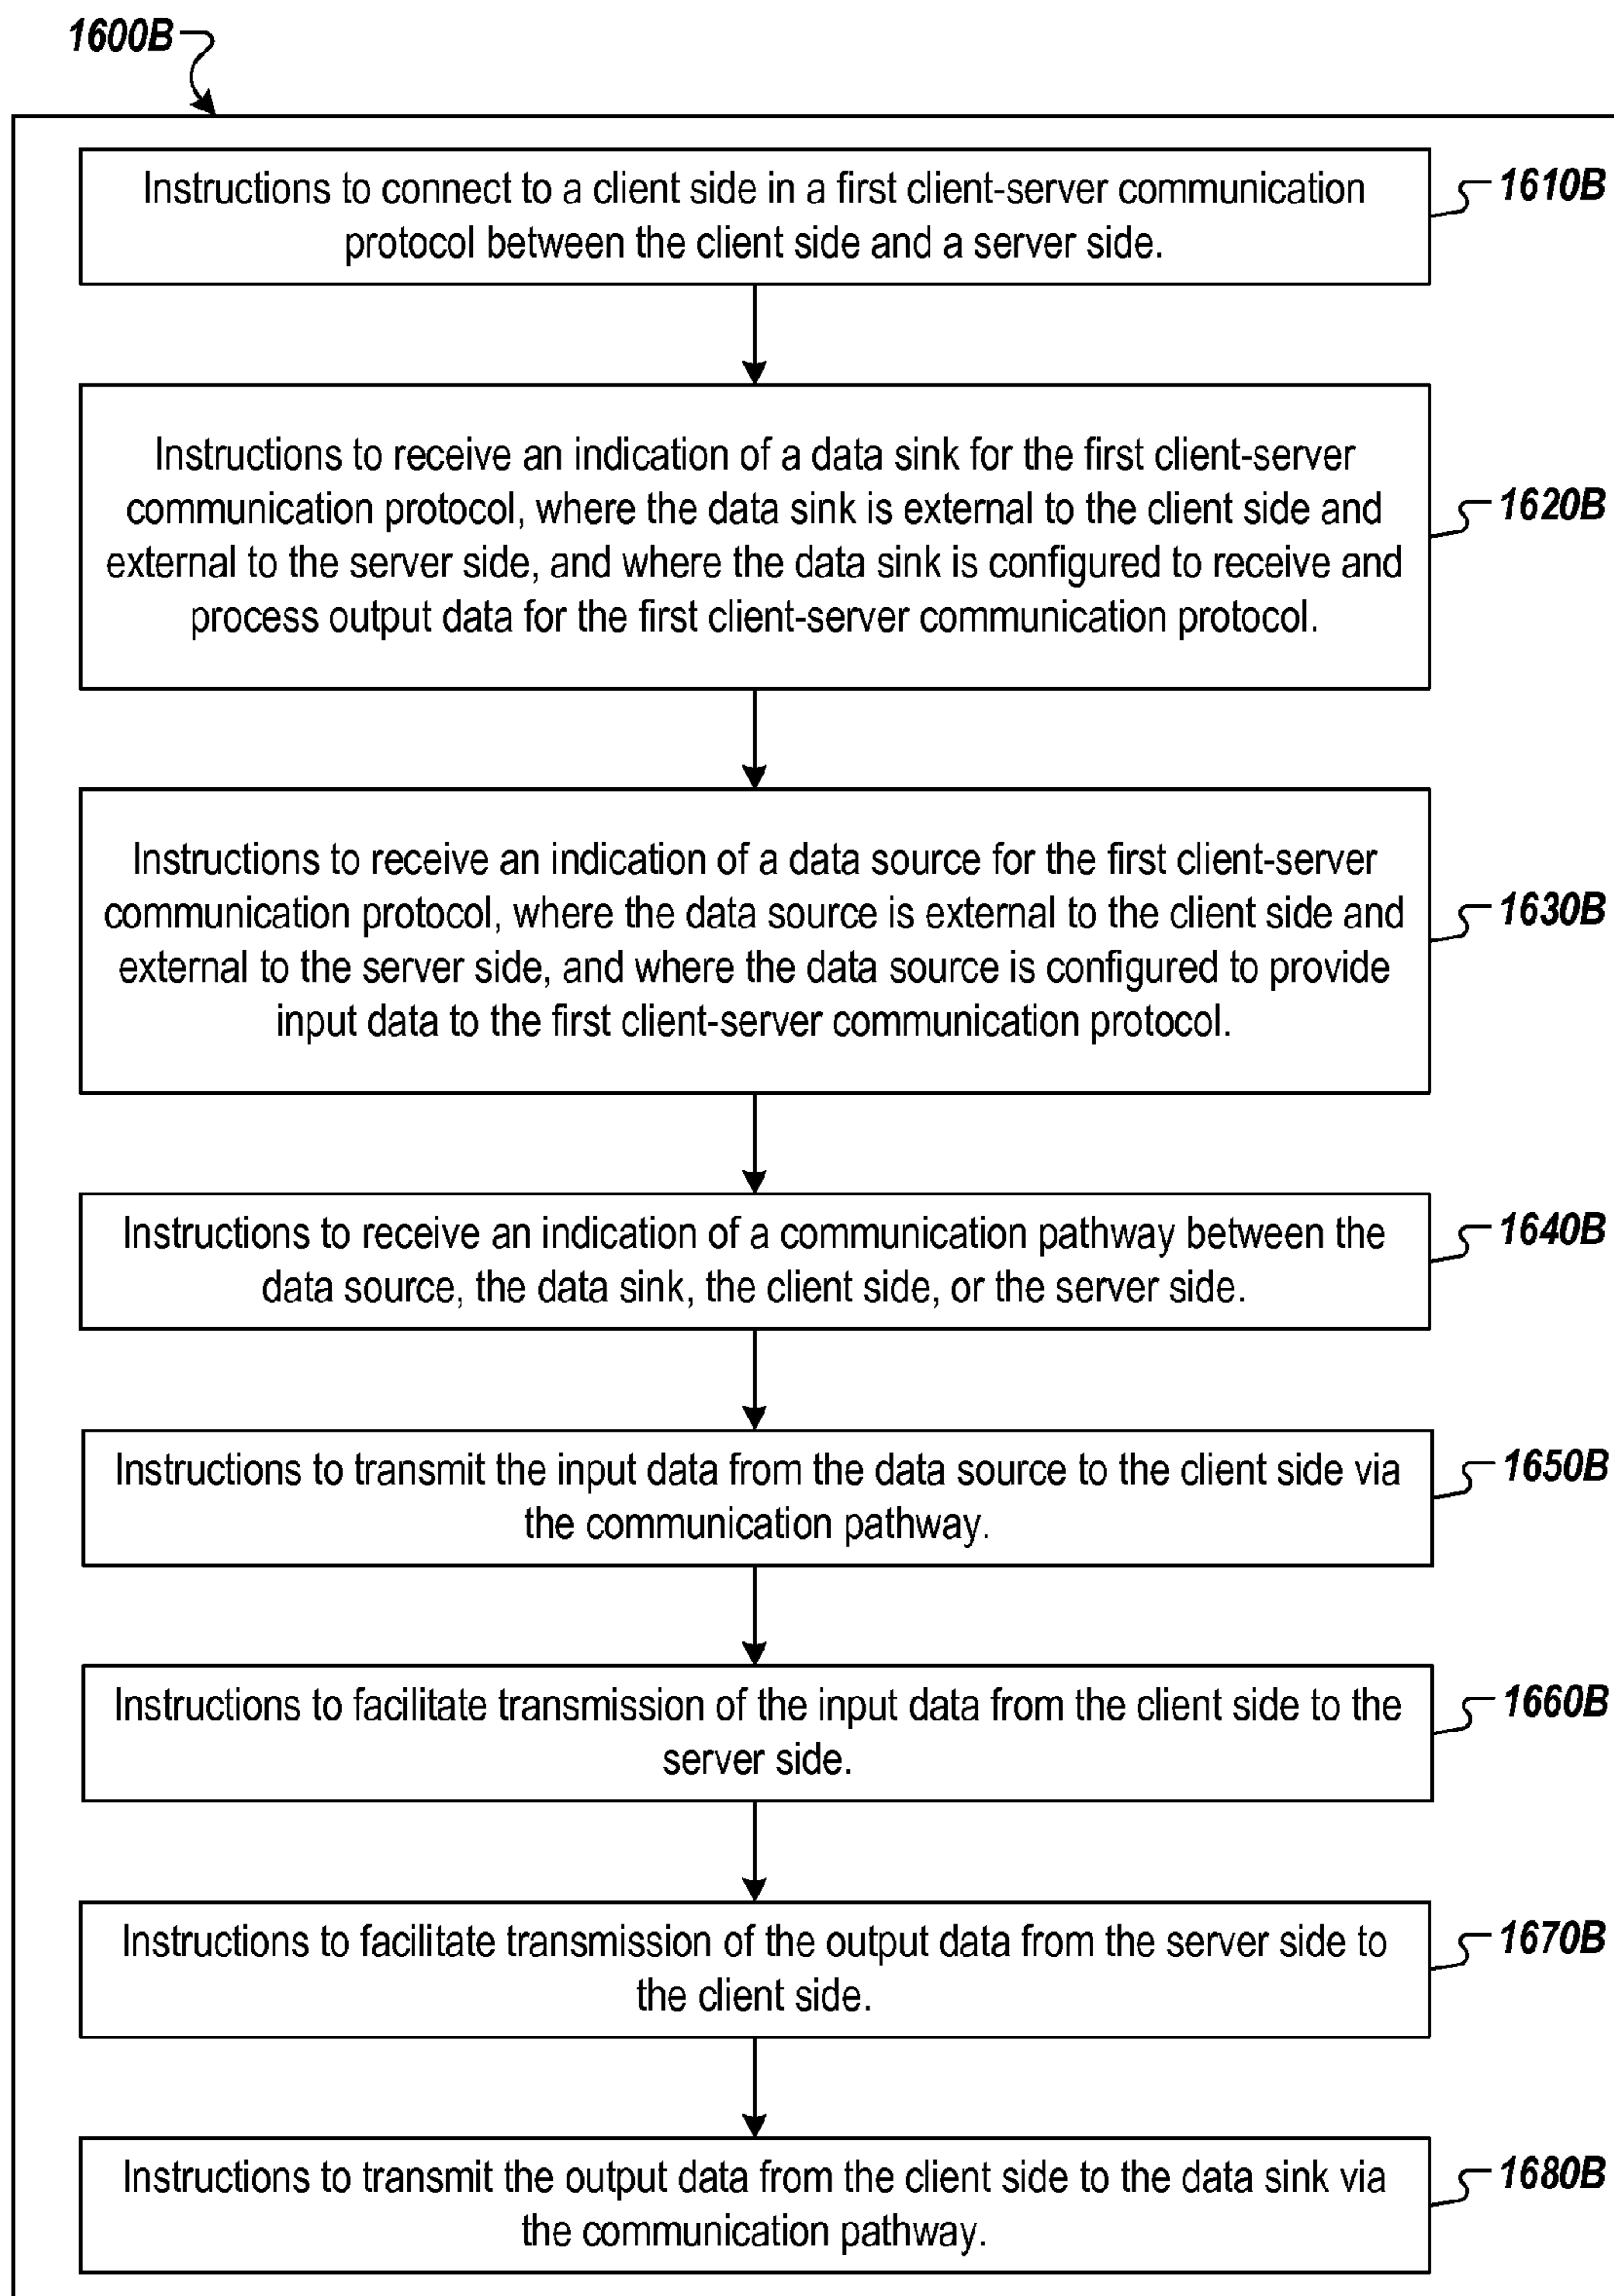 1600B
Instructions to connect to a client side in a first client-server communication
protocol between the client side and a server side.
1610B
Instructions to receive an indication of a data sink for the first client-server
communication protocol, where the data sink is external to the client side and
external to the server side, and where the data sink is configured to receive and
process output data for the first client-server communication protocol.
1620B
Instructions to receive an indication of a data source for the first client-server
communication protocol, where the data source is external to the client side and
external to the server side, and where the data source is configured to provide
input data to the first client-server communication protocol.
1630B
Instructions to receive an indication of a communication pathway between the
data source, the data sink, the client side, or the server side.
1640B
Instructions to transmit the input data from the data source to the client side via
the communication pathway.
1650B
Instructions to facilitate transmission of the input data from the client side to the
server side.
1660B
Instructions to facilitate transmission of the output data from the server side to
the client side.
1670B
Instructions to transmit the output data from the client side to the data sink via
the communication pathway.
1680B